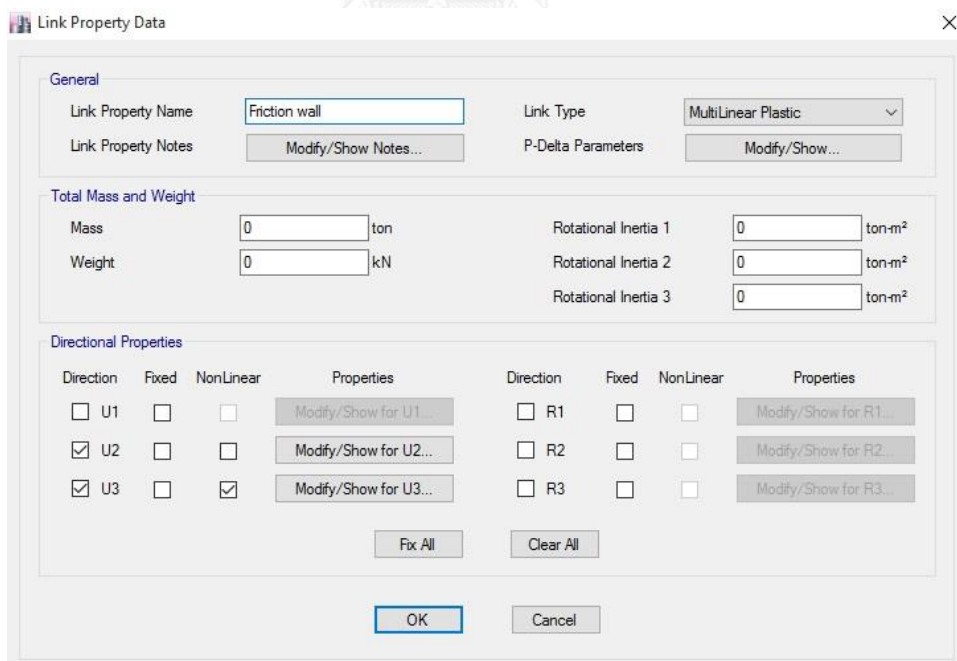 Link Property Data
General
Link Property Name Friction wall Link Type MultiLinear Plastic
Link Property Notes Modify/Show Notes... P-Delta Parameters Modify/Show...
Total Mass and Weight
Mass 0 ton Rotational Inertia 1 0 ton-m²
Weight 0 kN Rotational Inertia 2 0 ton-m²
Rotational Inertia 3 0 ton-m²
Directional Properties
Direction Fixed NonLinear Properties Direction Fixed NonLinear Properties
U1 Modify/Show for U1... R1 Modify/Show for R1...
U2 Modify/Show for U2... R2 Modify/Show for R2...
U3 Modify/Show for U3... R3 Modify/Show for R3...
Fix All Clear All
OK Cancel